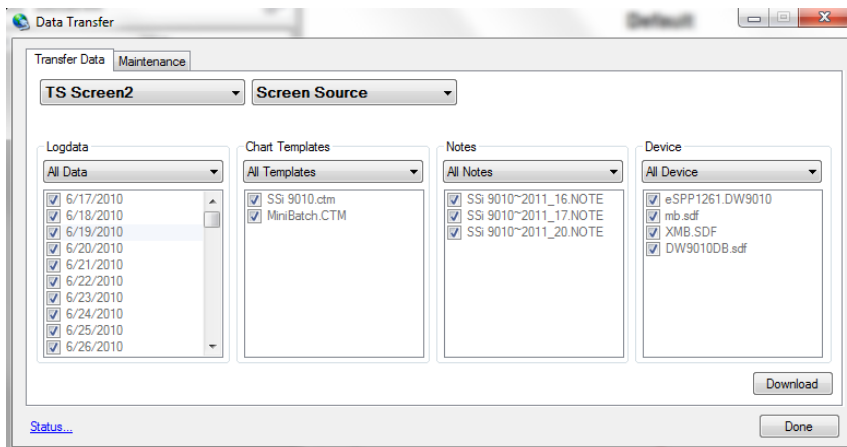 Default
Data Transfer
Transfer Data
Maintenance
TS Screen2
Screen Source
Logdata
All Data
6/17/2010
6/18/2010
6/19/2010
6/20/2010
6/21/2010
6/22/2010
6/23/2010
6/24/2010
6/25/2010
6/26/2010
Chart Templates
All Templates
SSi 9010.ctm
MiniBatch.CTM
Notes
All Notes
SSi 9010~2011_16.NOTE
SSi 9010~2011_17.NOTE
SSi 9010~2011_20.NOTE
Device
All Device
eSPP1261.DW9010
mb.sdf
XMB.SDF
DW9010DB.sdf
Download
Status...
Done